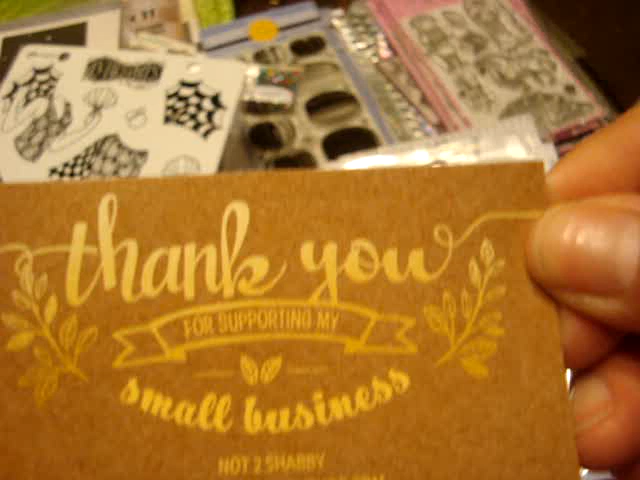 thank you
FOR SUPPORTING MY
small business
NOT 2 SHABBY